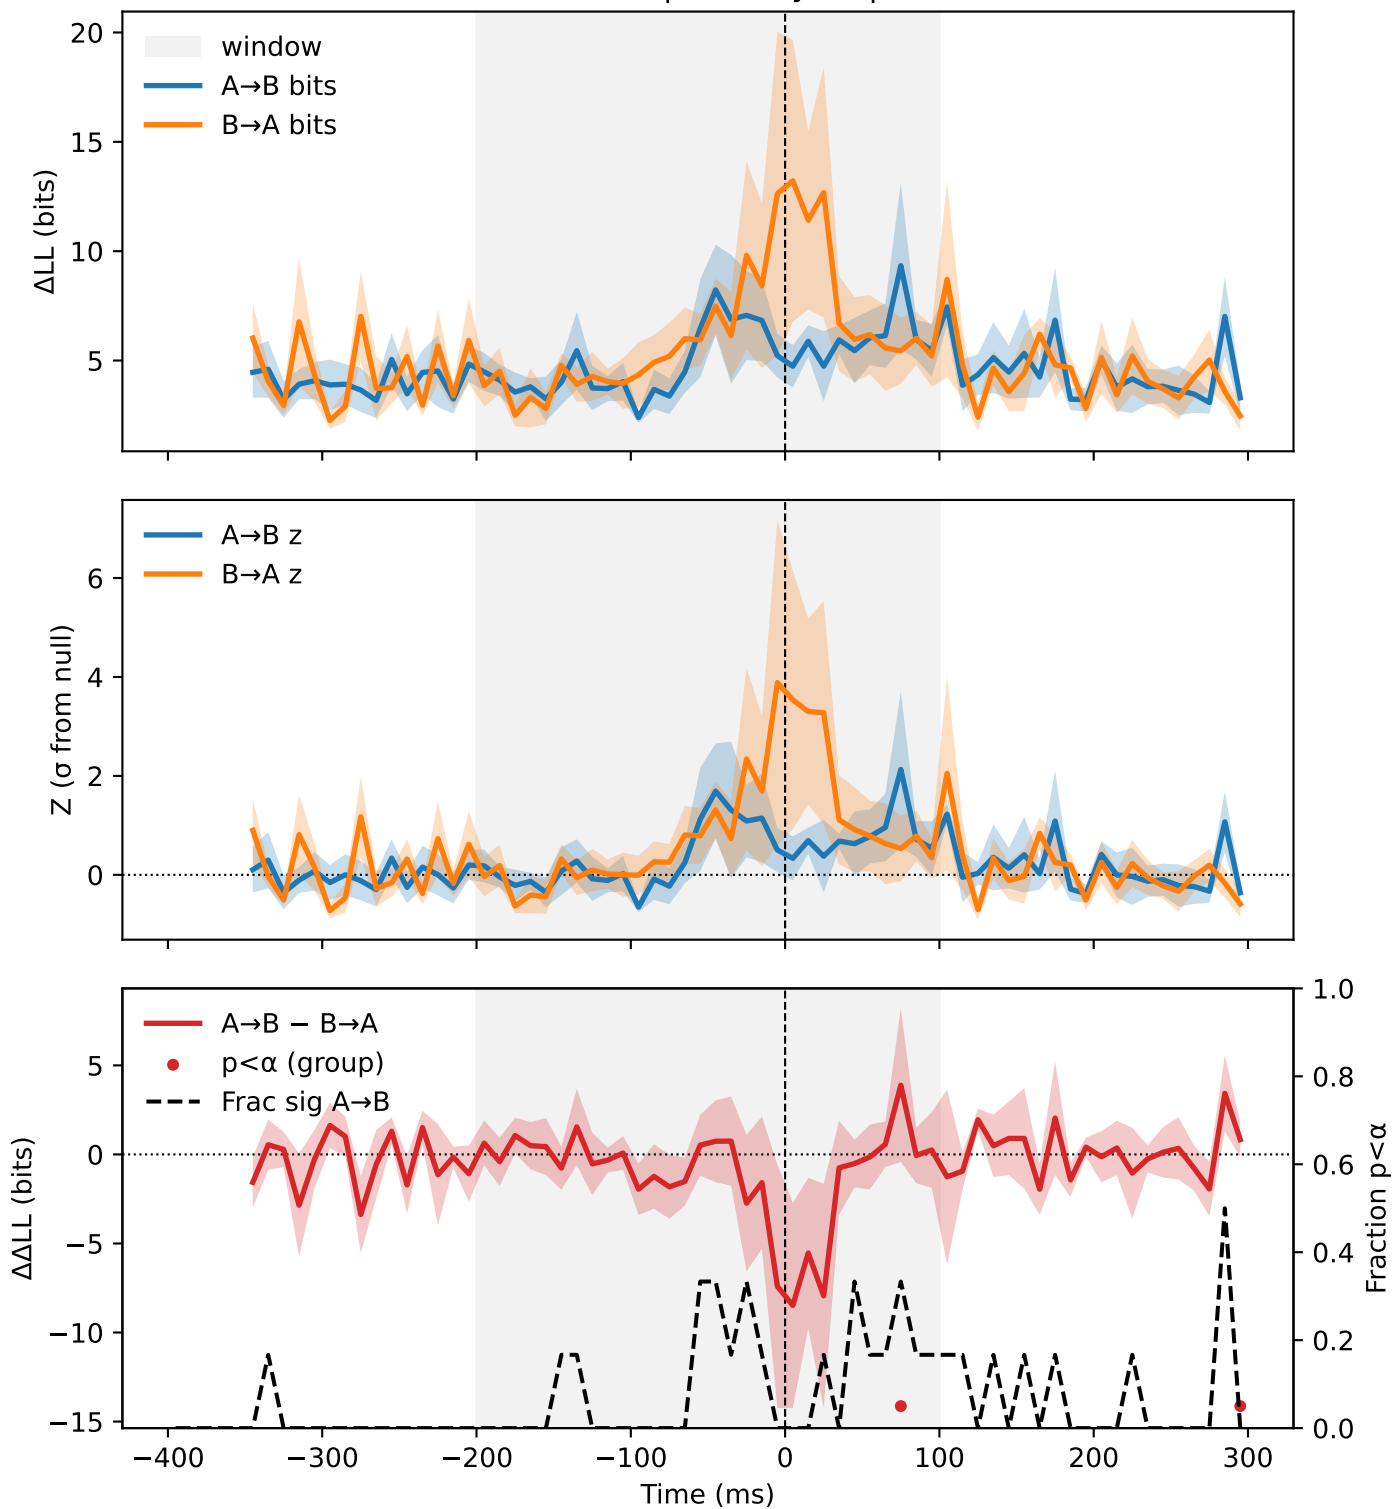 20
15
10
5
ΔLL (bits)
window
A→B bits
B→A bits
6
4
2
0
Z (σ from null)
A→B z
B→A z
5
0
−5
−10
−15
ΔΔLL (bits)
A→B − B→A
p<α (group)
Frac sig A→B
1.0
0.8
0.6
0.4
0.2
0.0
Fraction p<α
−400 −300 −200 −100 0 100 200 300
Time (ms)